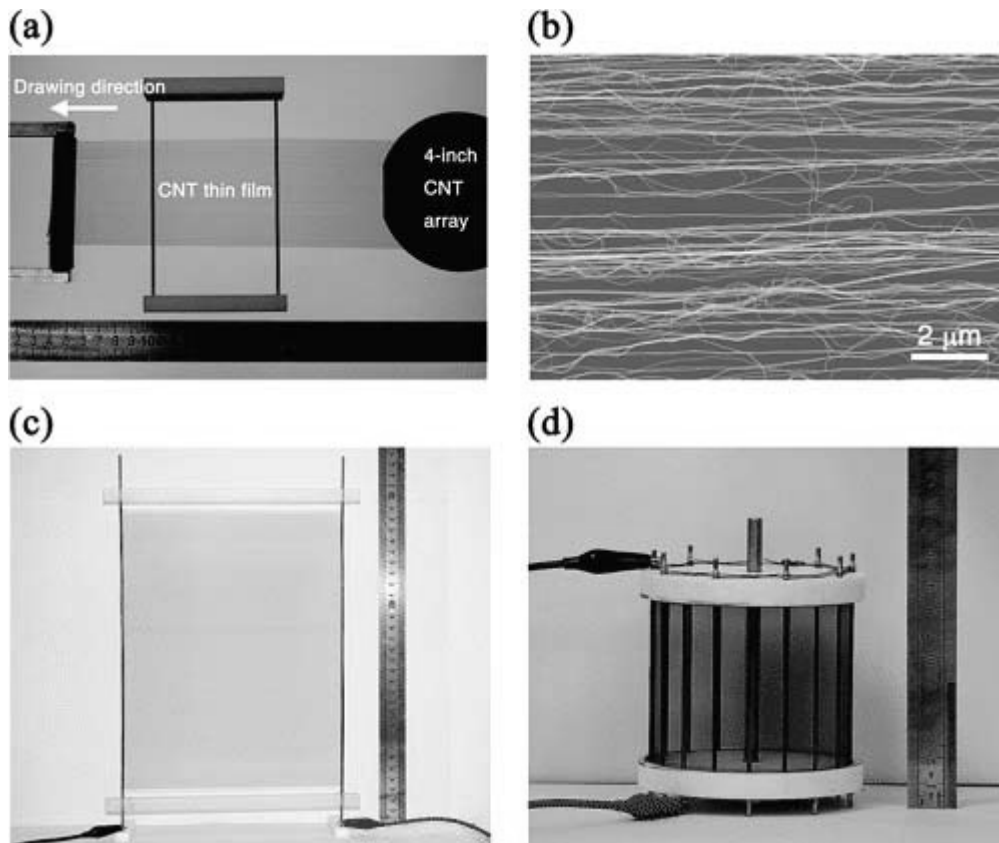 (a)
Drawing direction
CNT thin film
4-inch
CNT
array
(b)
2 μm
(c)
(d)